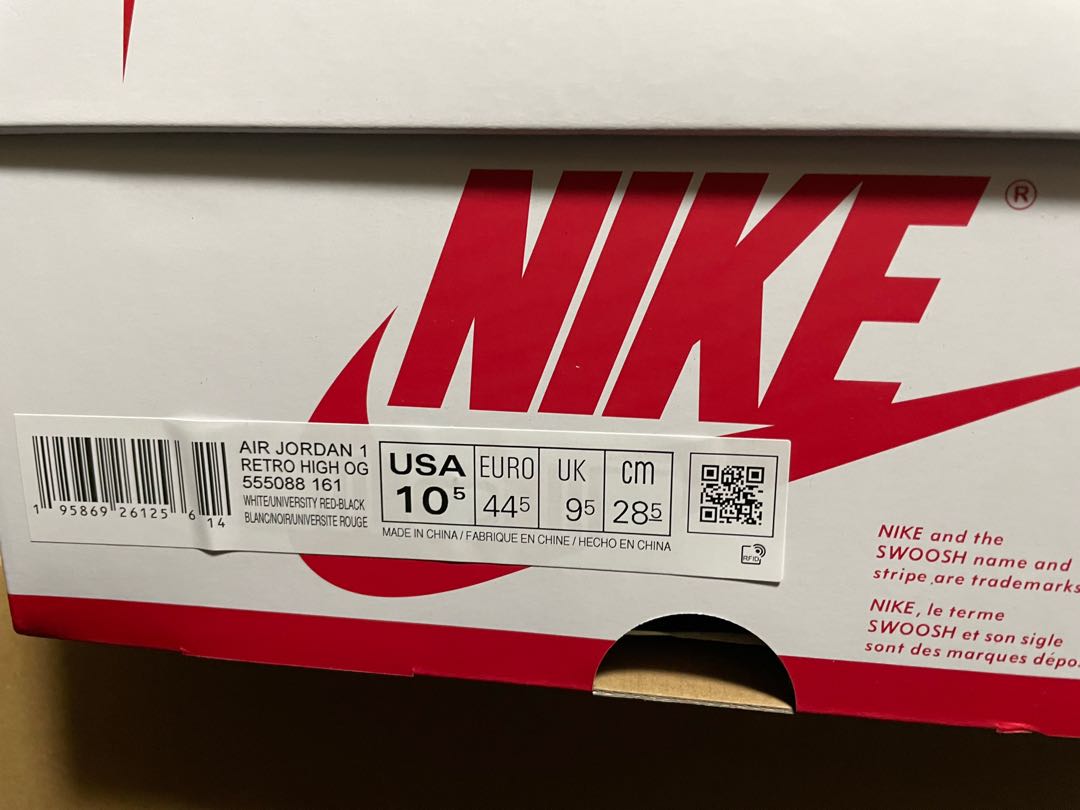 NIKE®
AIR JORDAN 1
RETRO HIGH OG
555088 161
WHITE/UNIVERSITY RED-BLACK
BLANC/NOIR/UNIVERSITE ROUGE
1 95869 26125 6 14
USA EURO UK cm
10⁵ 44⁵ 9⁵ 28⁵
MADE IN CHINA / FABRIQUE EN CHINE / HECHO EN CHINA
RFID
NIKE and the
SWOOSH name and
stripe are trademarks
NIKE, le terme
SWOOSH et son sigle
sont des marques dépo